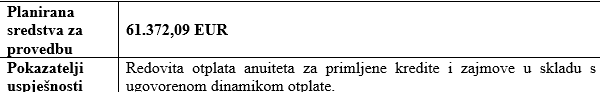 Planirana
sredstva za
provedbu
61.372,09 EUR
Pokazatelji
uspješnosti
Redovita otplata anuiteta za primljene kredite i zajmove u skladu s
ugovorenom dinamikom otplate.